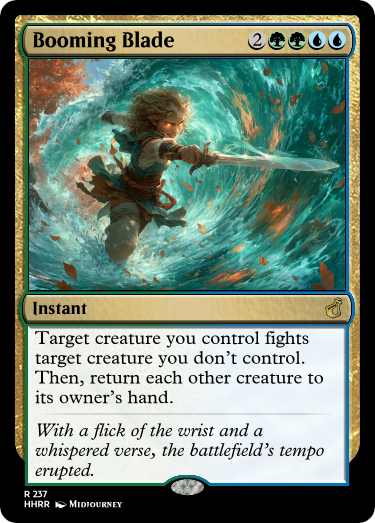 Booming Blade 2
Instant
Target creature you control fights
target creature you don't control.
Then, return each other creature to
its owner's hand.
With a flick of the wrist and a
whispered verse, the battlefield's tempo
erupted.
R 237
HHRR Midjourney